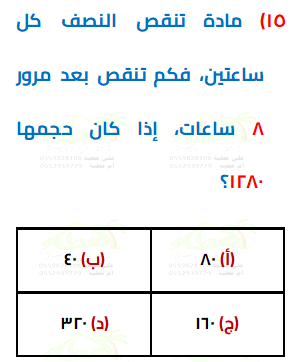 ١٥) مادة تنقص النصف كل
ساعتين، فكم تنقص بعد مرور
٨ ساعات، إذا كان حجمها
١٢٨٠؟
(أ) ٨٠
(ب) ٤٠
(ج) ١٦٠
(د) ٣٢٠